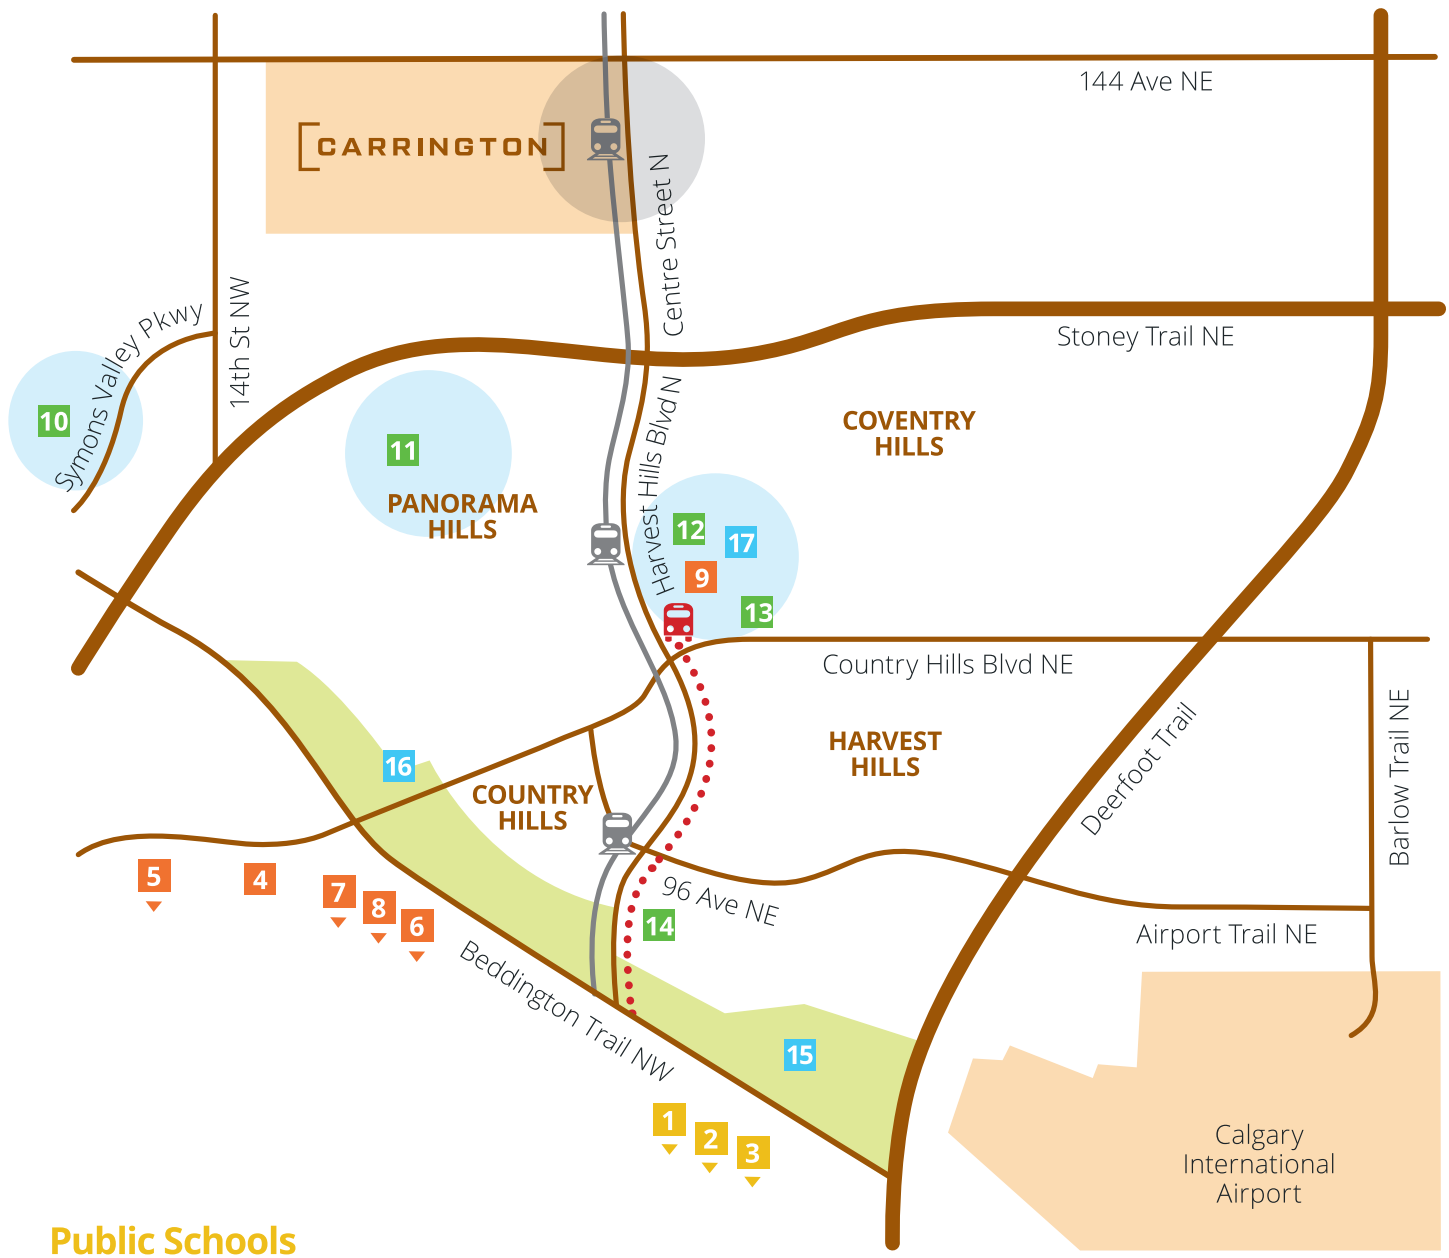 144 Ave NE
CARRINGTON
Centre Street N
14th St NW
Symons Valley Pkwy
Stoney Trail NE
10
11
PANORAMA
HILLS
COVENTRY
HILLS
Harvest Hills Blvd N
12
17
9
13
Country Hills Blvd NE
Barlow Trail NE
Deerfoot Trail
HARVEST
HILLS
16
COUNTRY
HILLS
5
4
7
8
6
96 Ave NE
14
Airport Trail NE
Beddington Trail NW
15
1
2
3
Calgary
International
Airport
Public Schools